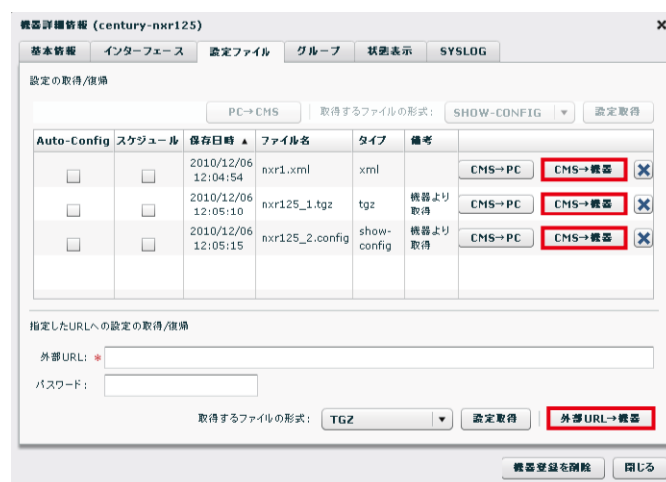 機器詳細情報 (century-nxr125)
基本情報 インターフェース 設定ファイル グループ 状態表示 SYSLOG
設定の取得/復帰
PC→CMS 取得するファイルの形式: SHOW-CONFIG 設定取得
Auto-Config スケジュール 保存日時 ▲ ファイル名 タイプ 備考
2010/12/06 12:04:54 nxr1.xml xml CMS→PC CMS→機器
2010/12/06 12:05:10 nxr125_1.tgz tgz 機器より取得 CMS→PC CMS→機器
2010/12/06 12:05:15 nxr125_2.config show-config 機器より取得 CMS→PC CMS→機器
指定したURLへの設定の取得/復帰
外部URL: *
パスワード:
取得するファイルの形式: TGZ 設定取得 外部URL→機器
機器登録を削除 閉じる